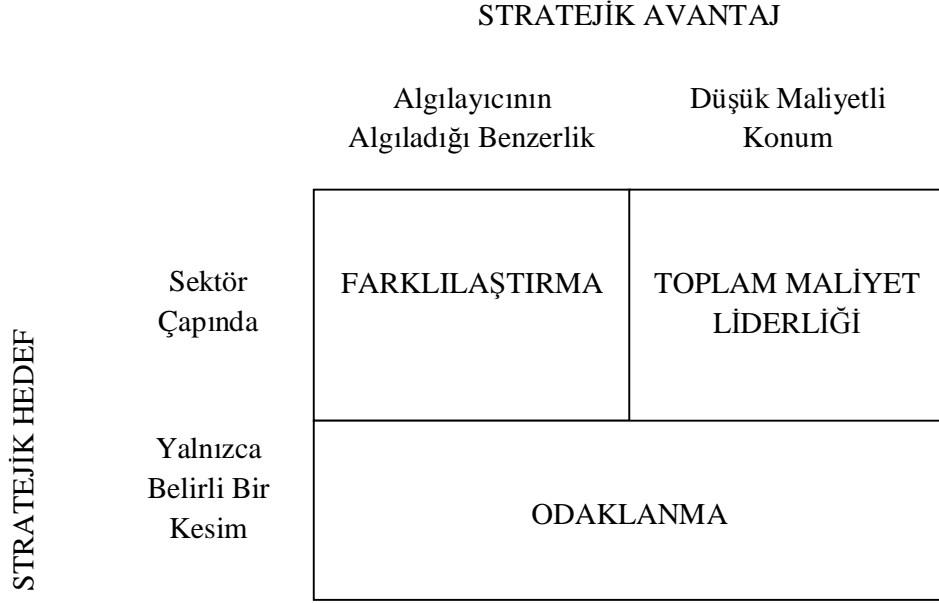 STRATEJİK AVANTAJ
Algılayıcının
Algıladığı Benzerlik
Düşük Maliyetli
Konum
STRATEJİK HEDEF
Sektör
Çapında
FARKLILAŞTIRMA
TOPLAM MALİYET
LİDERLİĞİ
Yalnızca
Belirli Bir
Kesim
ODAKLANMA